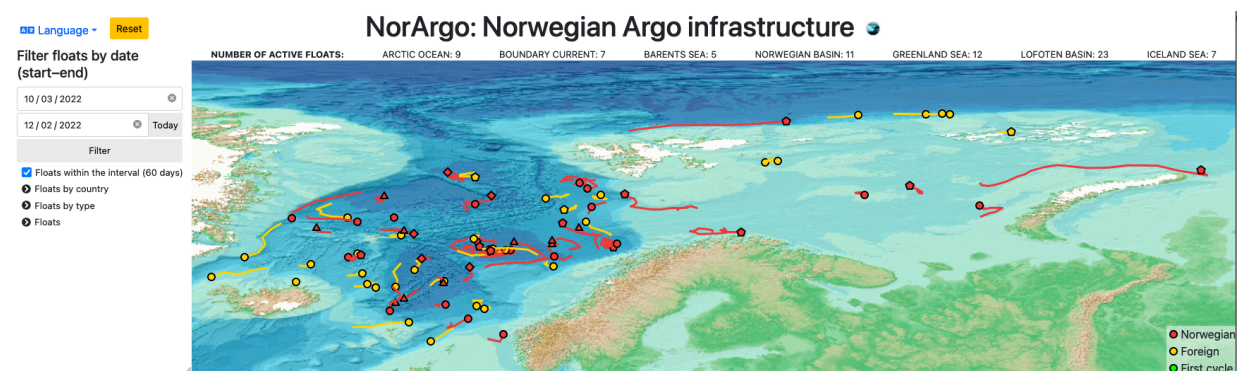 NorArgo: Norwegian Argo infrastructure
Language
Reset
Filter floats by date
(start–end)
10/03/2022
12/02/2022
Today
Filter
Floats within the interval (60 days)
Floats by country
Floats by type
Floats
NUMBER OF ACTIVE FLOATS: ARCTIC OCEAN: 9 BOUNDARY CURRENT: 7 BARENTS SEA: 5 NORWEGIAN BASIN: 11 GREENLAND SEA: 12 LOFOTEN BASIN: 23 ICELAND SEA: 7
Norwegian
Foreign
First cycle